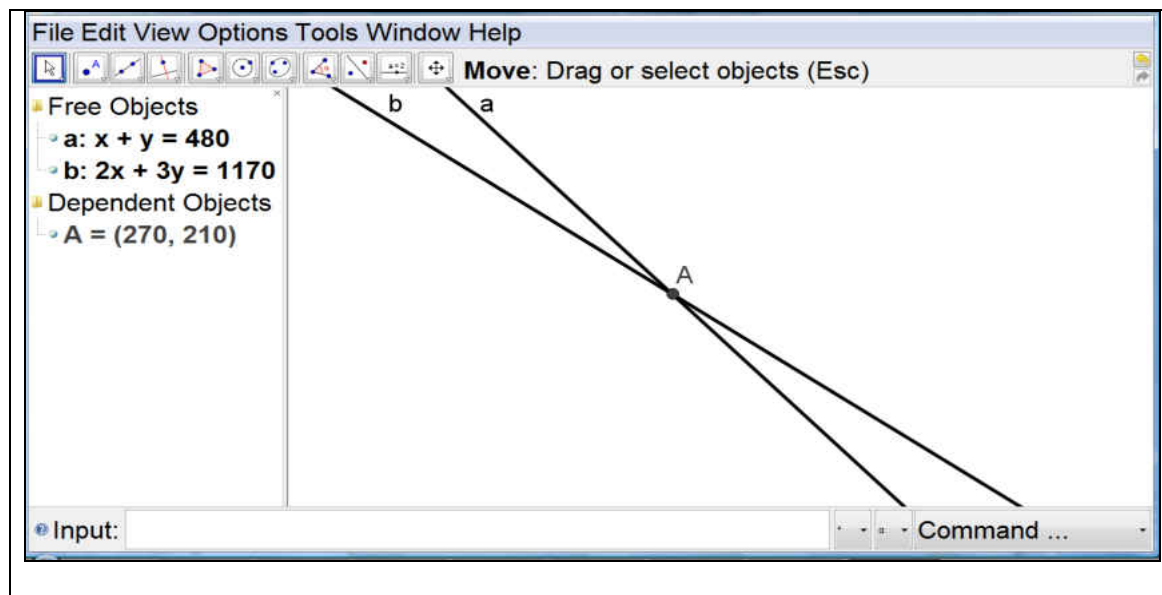 File Edit View Options Tools Window Help
Move: Drag or select objects (Esc)
Free Objects
a: x + y = 480
b: 2x + 3y = 1170
Dependent Objects
A = (270, 210)
b a
A
Input:
Command ...